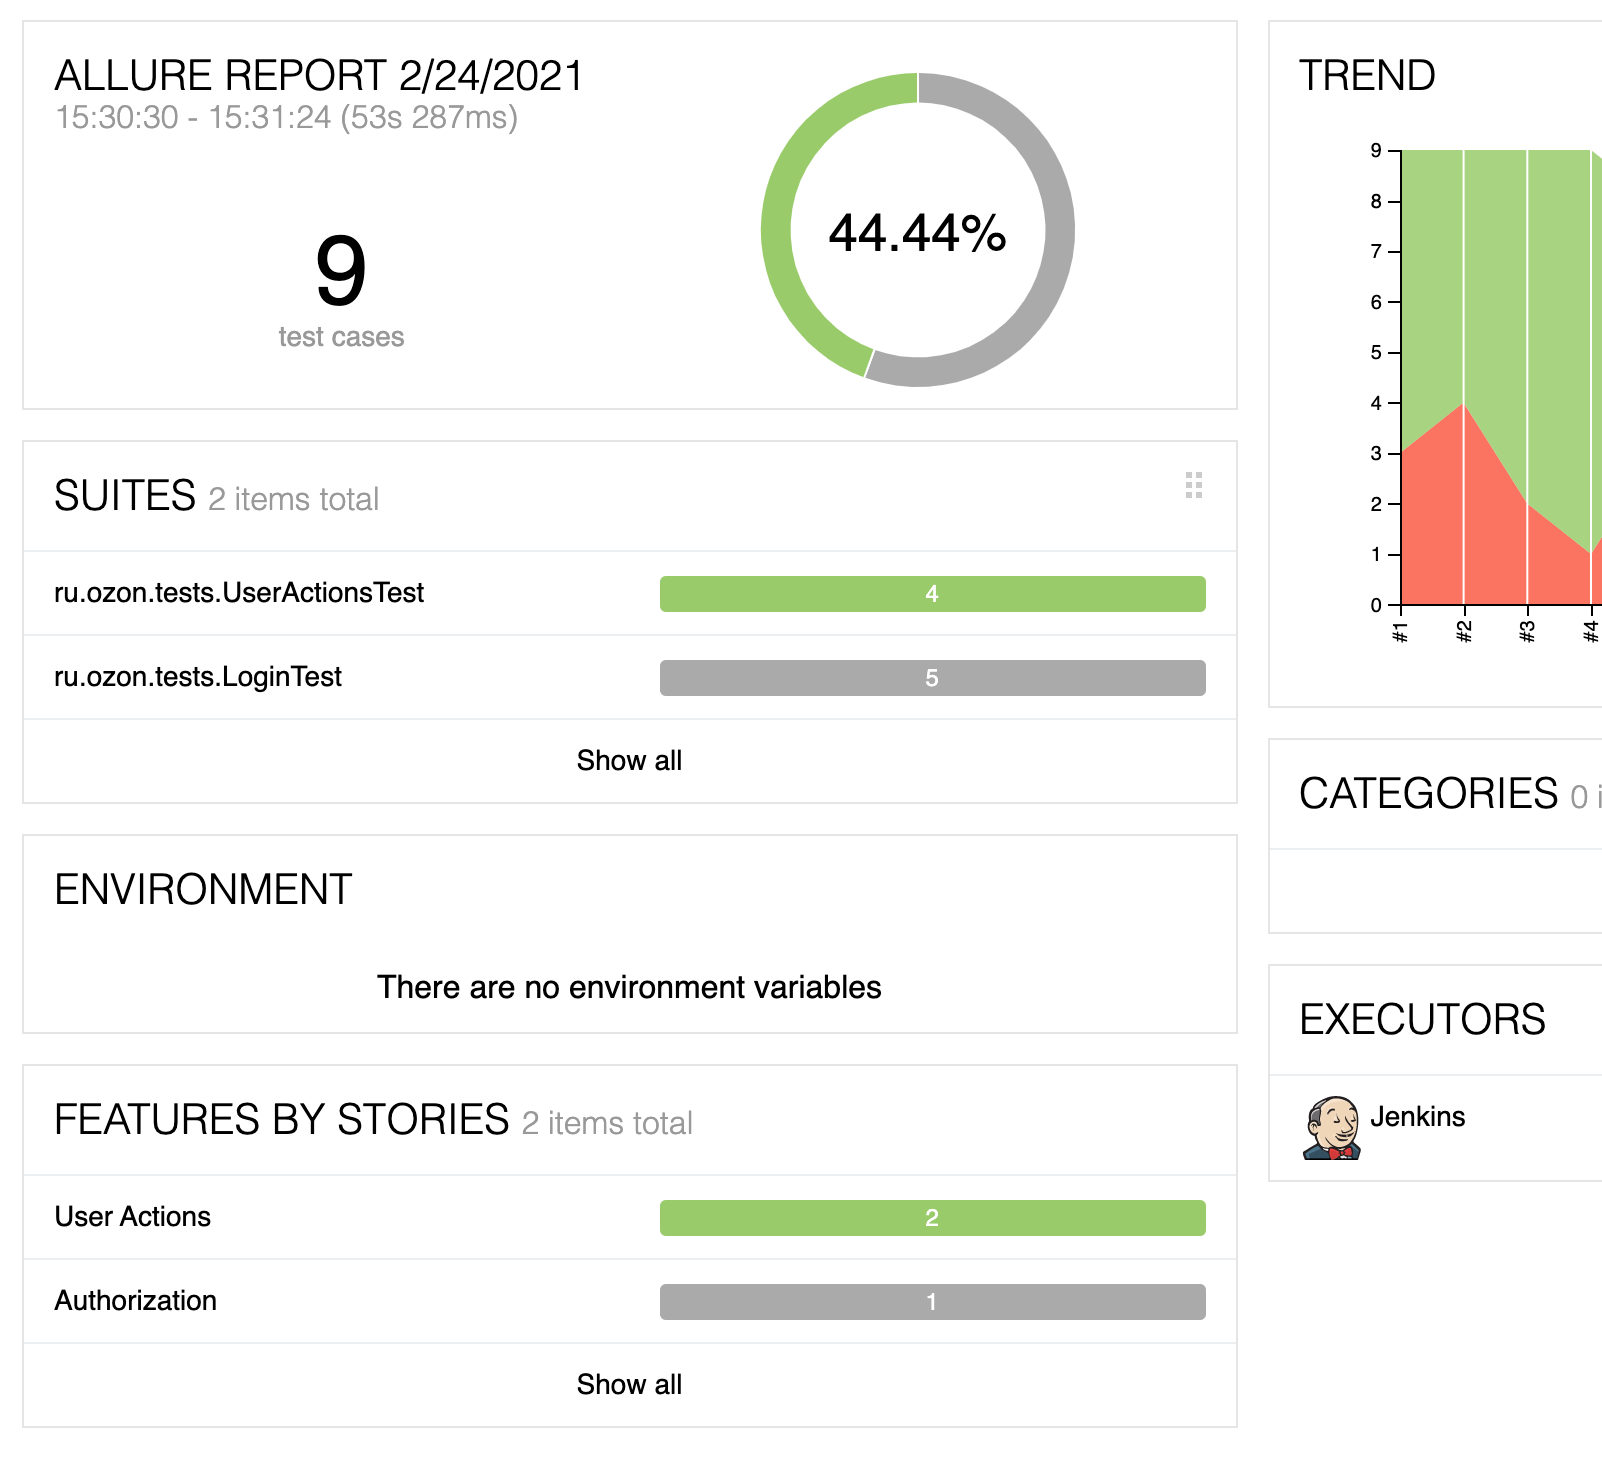 ALLURE REPORT 2/24/2021
15:30:30 - 15:31:24 (53s 287ms)
9
test cases
44.44%
SUITES 2 items total
ru.ozon.tests.UserActionsTest 4
ru.ozon.tests.LoginTest 5
Show all
ENVIRONMENT
There are no environment variables
FEATURES BY STORIES 2 items total
User Actions 2
Authorization 1
Show all
TREND
9
8
7
6
5
4
3
2
1
0
#1 #2 #3 #4
CATEGORIES 0 i
EXECUTORS
Jenkins